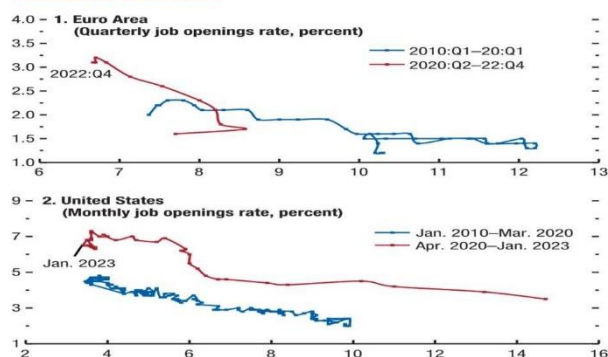 4.0 1. Euro Area
(Quarterly job openings rate, percent)
3.5
2010:Q1–20:Q1
2020:Q2–22:Q4
3.0
2022:Q4
2.5
2.0
1.5
1.0
6 7 8 9 10 11 12 13
9 2. United States
(Monthly job openings rate, percent)
Jan. 2010–Mar. 2020
Apr. 2020–Jan. 2023
7
Jan. 2023
5
3
1
2 4 6 8 10 12 14 16